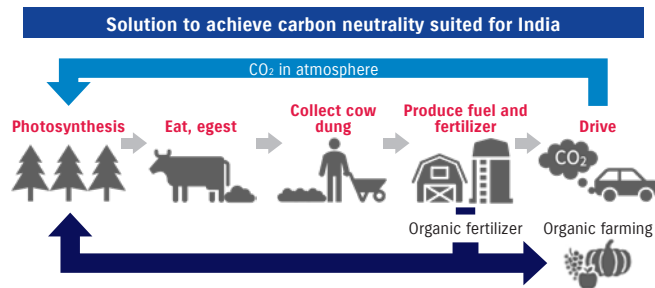 Solution to achieve carbon neutrality suited for India
CO₂ in atmosphere
Photosynthesis
Eat, egest
Collect cow
dung
Produce fuel and
fertilizer
Drive
CO₂
Organic fertilizer
Organic farming